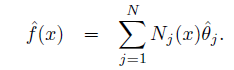 f̂(x) = ∑_{j=1}^{N} N_j(x)θ̂_j.